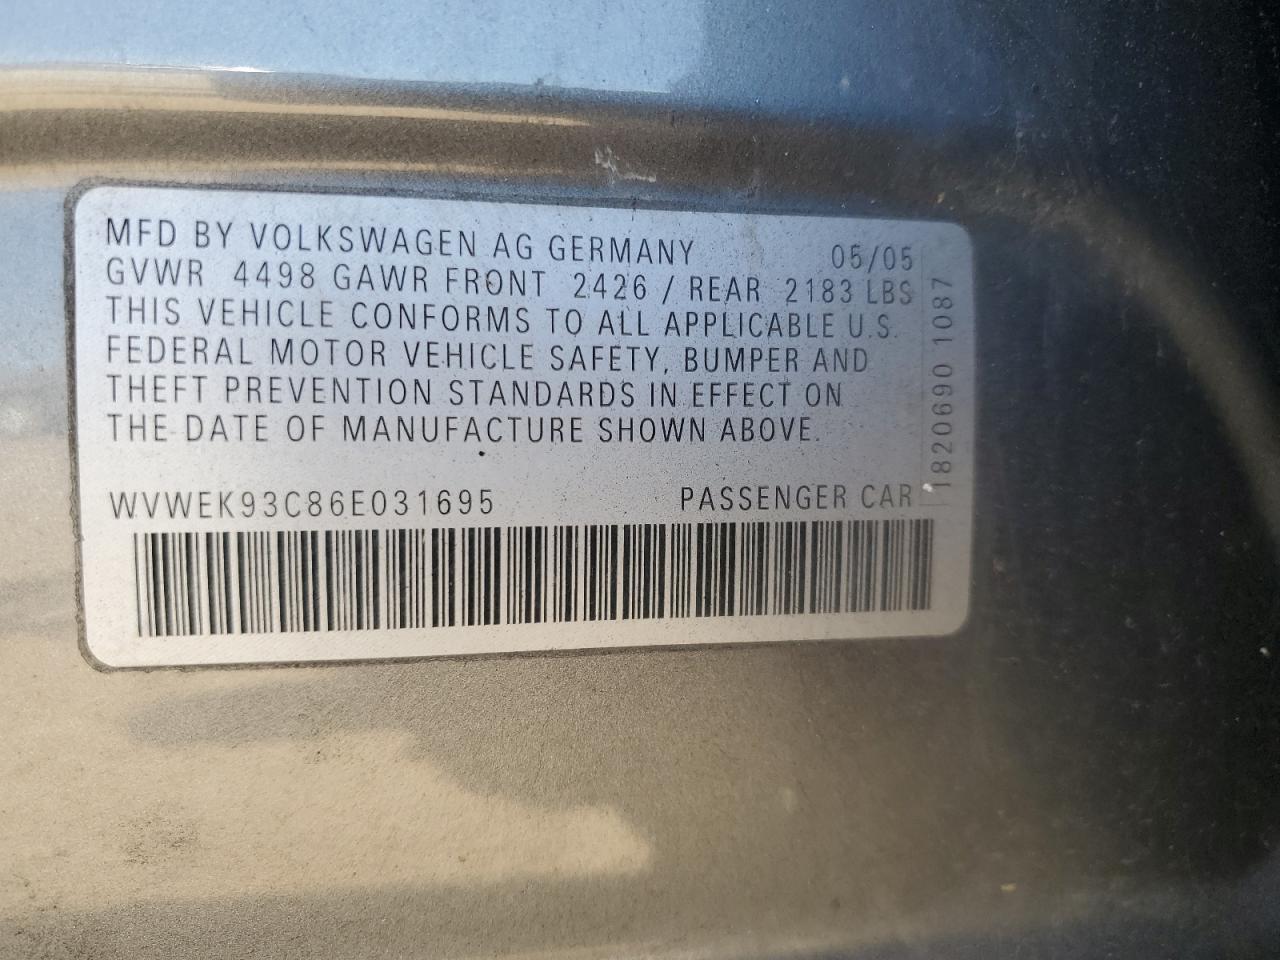 MFD BY VOLKSWAGEN AG GERMANY 05/05
GVWR 4498 GAWR FRONT 2426 / REAR 2183 LBS
THIS VEHICLE CONFORMS TO ALL APPLICABLE U.S.
FEDERAL MOTOR VEHICLE SAFETY, BUMPER AND
THEFT PREVENTION STANDARDS IN EFFECT ON
THE DATE OF MANUFACTURE SHOWN ABOVE.
WVWEK93C86E031695 PASSENGER CAR
1820690 1087